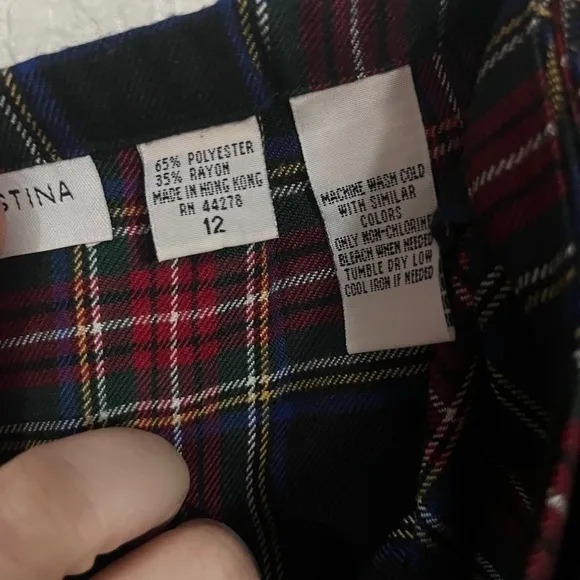 STINA
65% POLYESTER
35% RAYON
MADE IN HONG KONG
RN 44278
12
MACHINE WASH COLD
WITH SIMILAR
COLORS
ONLY NON-CHLORINE
BLEACH WHEN NEEDED
TUMBLE DRY LOW
COOL IRON IF NEEDED